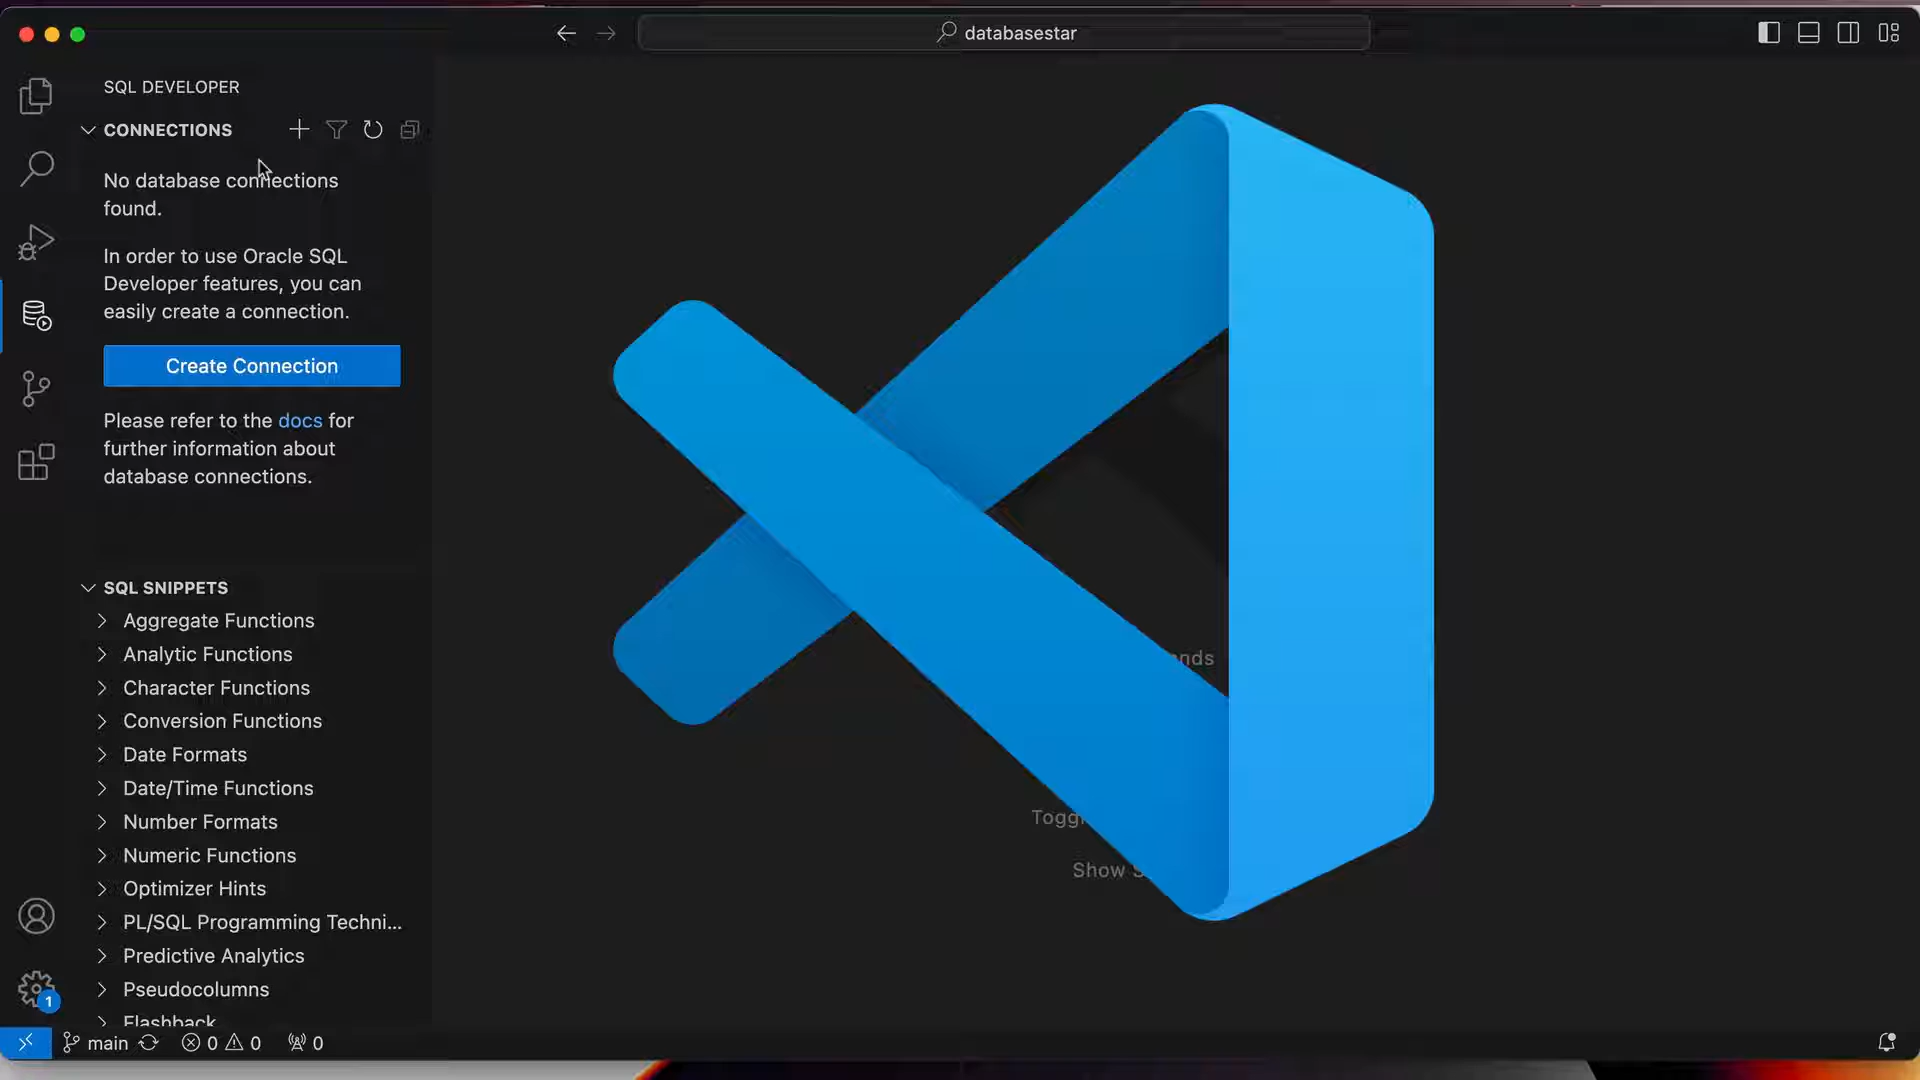 databasestar
SQL DEVELOPER
CONNECTIONS
No database connections
found.
In order to use Oracle SQL
Developer features, you can
easily create a connection.
Create Connection
Please refer to the docs for
further information about
database connections.
SQL SNIPPETS
Aggregate Functions
Analytic Functions
Character Functions
Conversion Functions
Date Formats
Date/Time Functions
Number Formats
Numeric Functions
Optimizer Hints
PL/SQL Programming Techni...
Predictive Analytics
Pseudocolumns
Flashback
1
main
0
0
0
Show